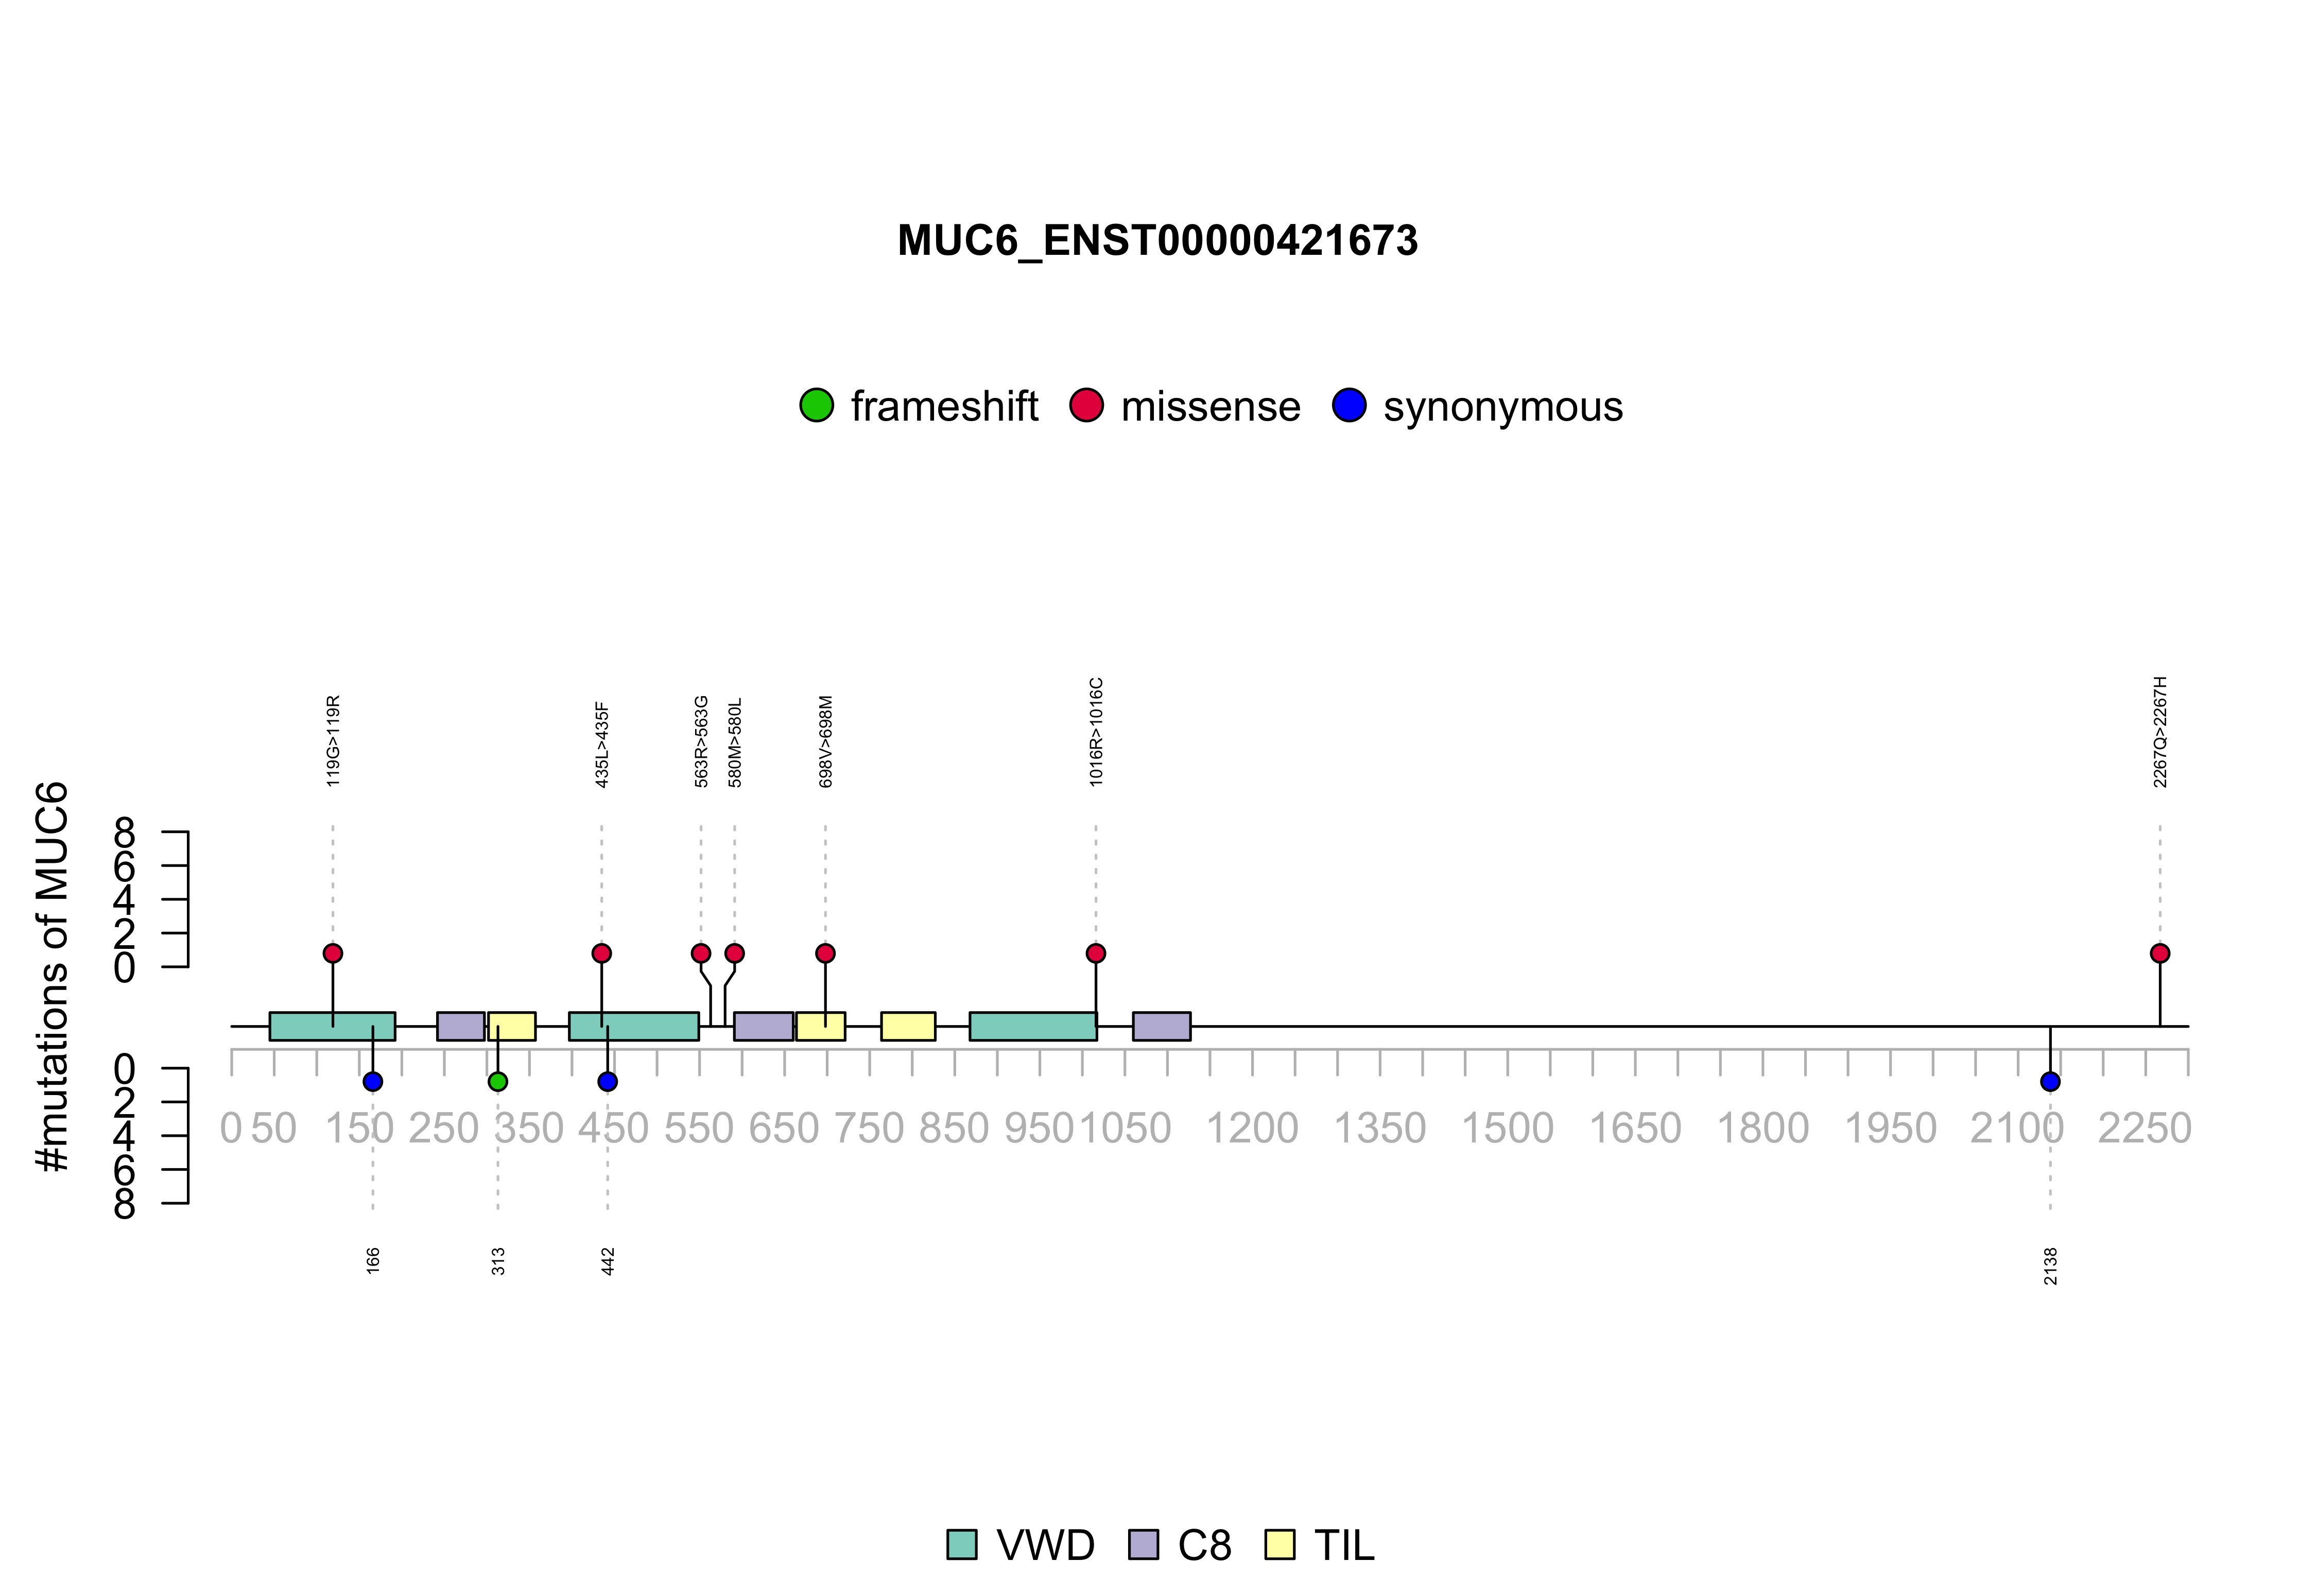 MUC6_ENST00000421673
frameshift missense synonymous
119G>119R
435L>435F
563R>563G
580M>580L
698V>698M
1016R>1016C
2267Q>2267H
#mutations of MUC6
8
6
4
2
0
0
2
4
6
8
0 50 150 250 350 450 550 650 750 850 950 1050 1200 1350 1500 1650 1800 1950 2100 2250
166
313
442
2138
VWD C8 TIL